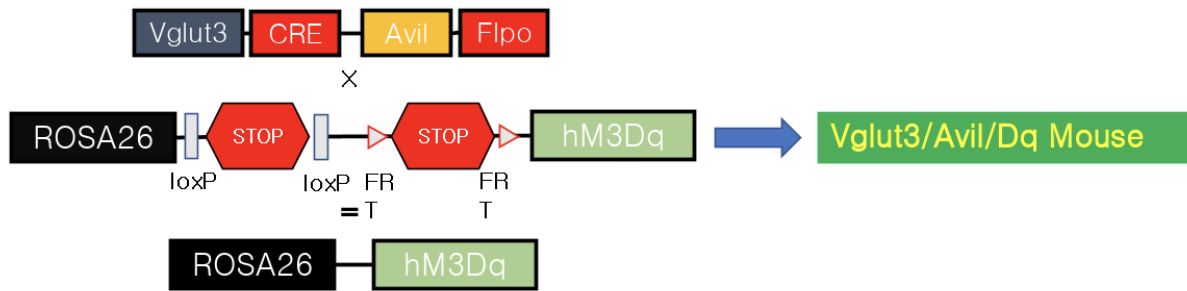 Vglut3 CRE Avil Flpo
X
ROSA26 STOP STOP hM3Dq Vglut3/Avil/Dq Mouse
loxP loxP FR FR
= T T
ROSA26 hM3Dq